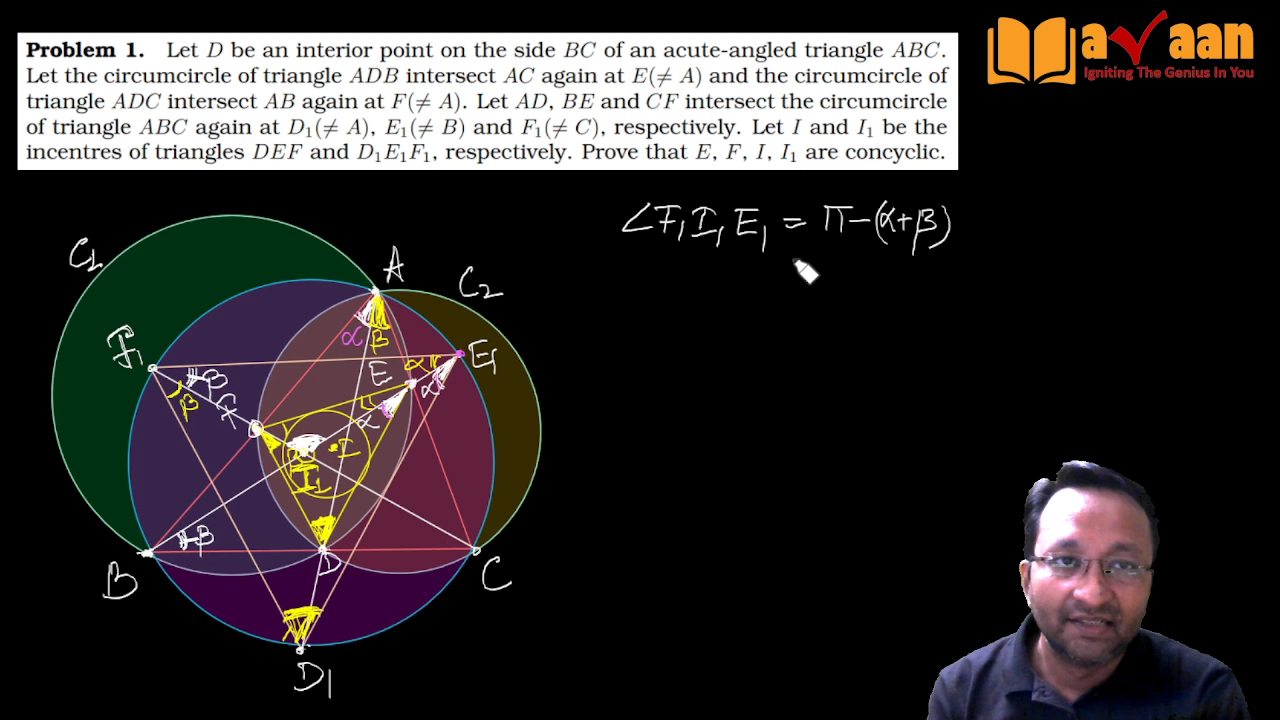 Problem 1. Let D be an interior point on the side BC of an acute-angled triangle ABC.
Let the circumcircle of triangle ADB intersect AC again at E(≠ A) and the circumcircle of
triangle ADC intersect AB again at F(≠ A). Let AD, BE and CF intersect the circumcircle
of triangle ABC again at D₁(≠ A), E₁(≠ B) and F₁(≠ C), respectively. Let I and I₁ be the
incentres of triangles DEF and D₁E₁F₁, respectively. Prove that E, F, I, I₁ are concyclic.
avaan
Igniting The Genius In You
∠F₁I₁E₁ = π-(α+β)
A
C₂
F₁
α
β
E
α
E₁
β
β
F
α
α
I
I₁
β
B
D
C
D₁